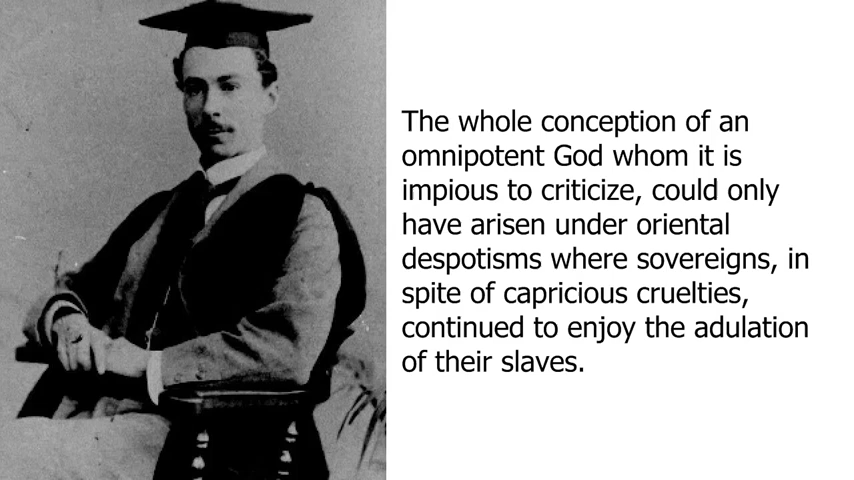 The whole conception of an
omnipotent God whom it is
impious to criticize, could only
have arisen under oriental
despotisms where sovereigns, in
spite of capricious cruelties,
continued to enjoy the adulation
of their slaves.